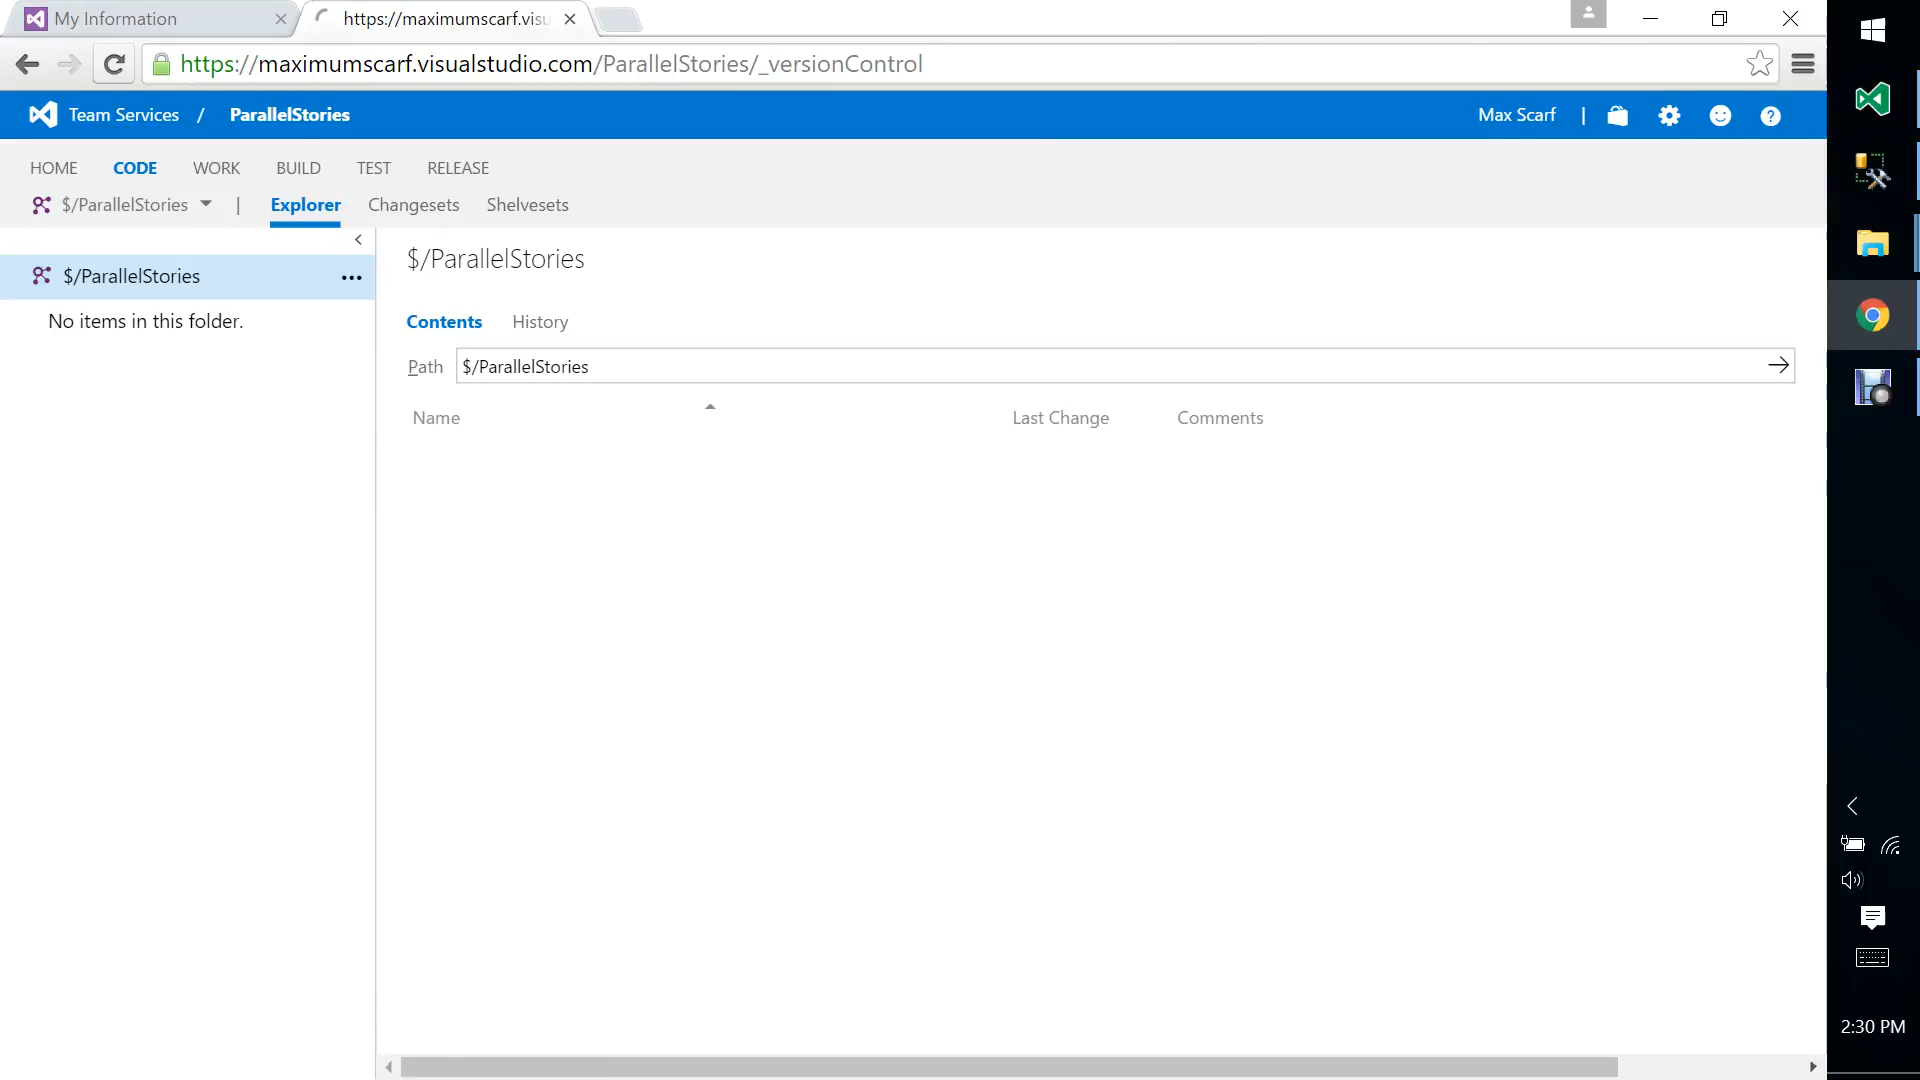 My Information
https://maximumscarf.visu
https://maximumscarf.visualstudio.com/ParallelStories/_versionControl
Team Services / ParallelStories
Max Scarf |
HOME CODE WORK BUILD TEST RELEASE
$/ParallelStories | Explorer Changesets Shelvesets
$/ParallelStories
No items in this folder.
$/ParallelStories
Contents History
Path $/ParallelStories
Name Last Change Comments
2:30 PM